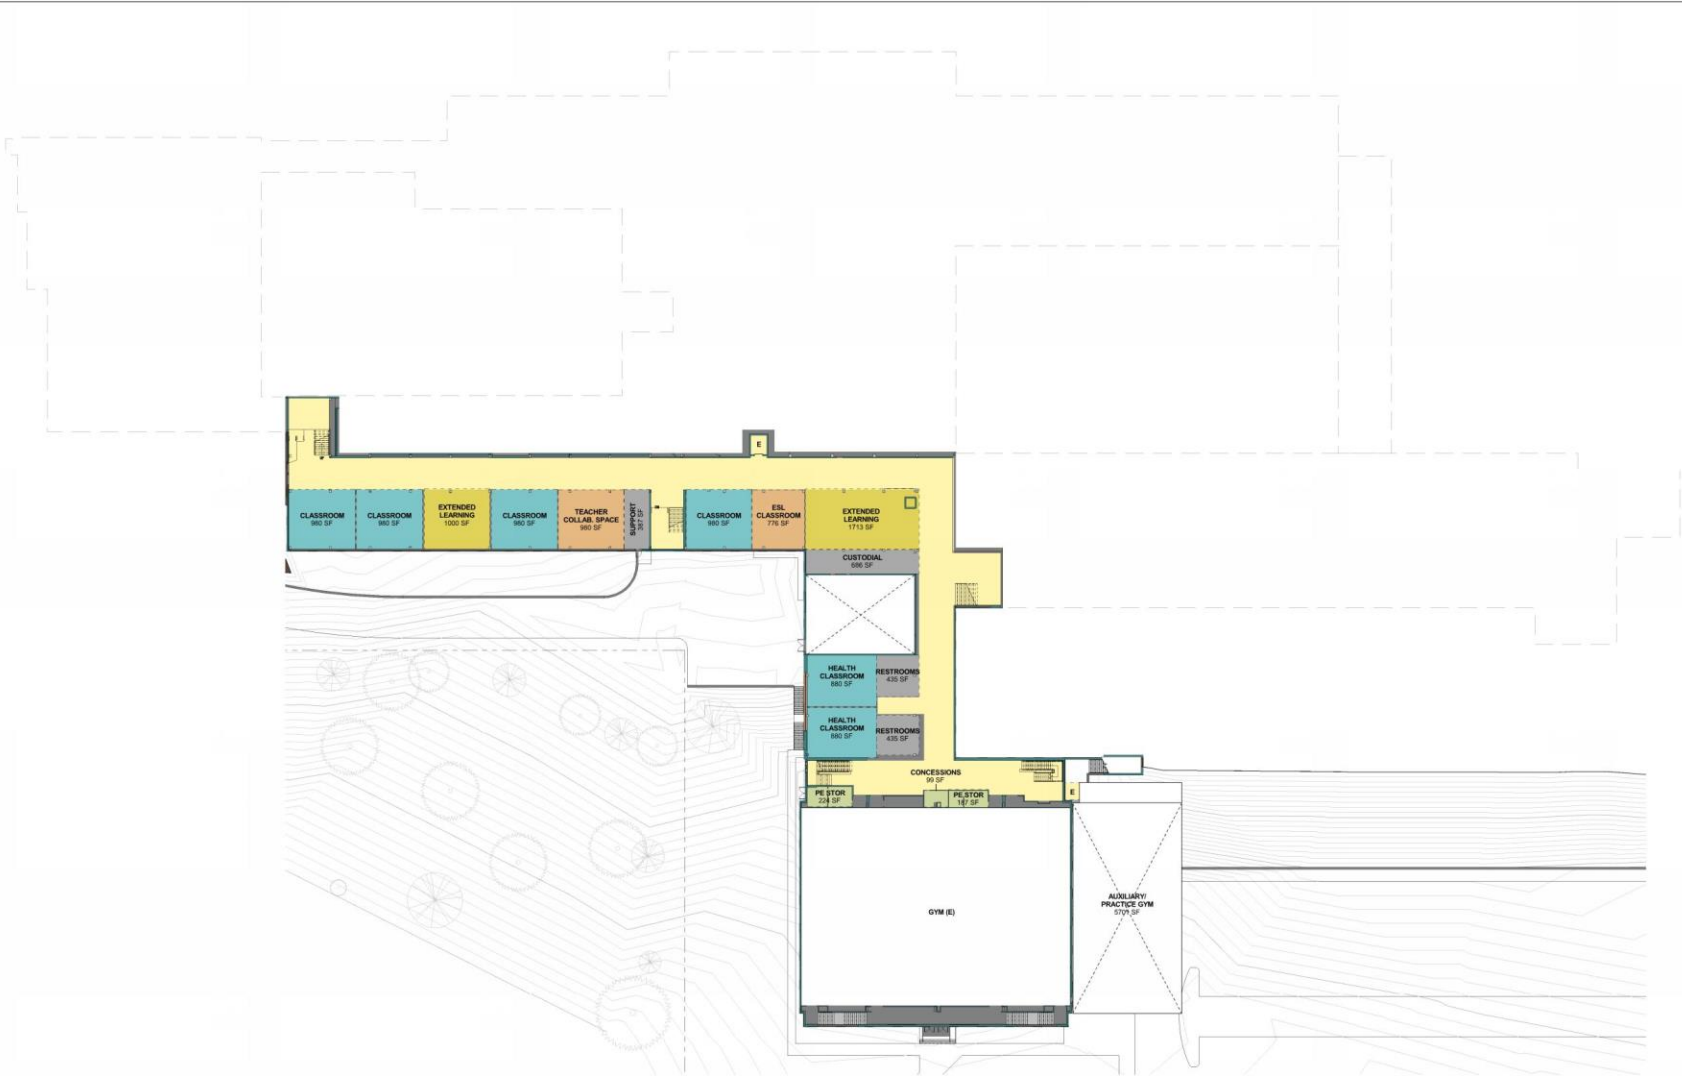 E
CLASSROOM
980 SF
CLASSROOM
980 SF
EXTENDED
LEARNING
1000 SF
CLASSROOM
980 SF
TEACHER
COLLAB. SPACE
980 SF
SUPPORT
387 SF
CLASSROOM
980 SF
ESL
CLASSROOM
776 SF
EXTENDED
LEARNING
1713 SF
CUSTODIAL
686 SF
HEALTH
CLASSROOM
880 SF
RESTROOMS
435 SF
HEALTH
CLASSROOM
880 SF
RESTROOMS
435 SF
CONCESSIONS
99 SF
PE STOR
224 SF
PE STOR
187 SF
E
GYM (E)
AUXILIARY/
PRACTICE GYM
5701 SF